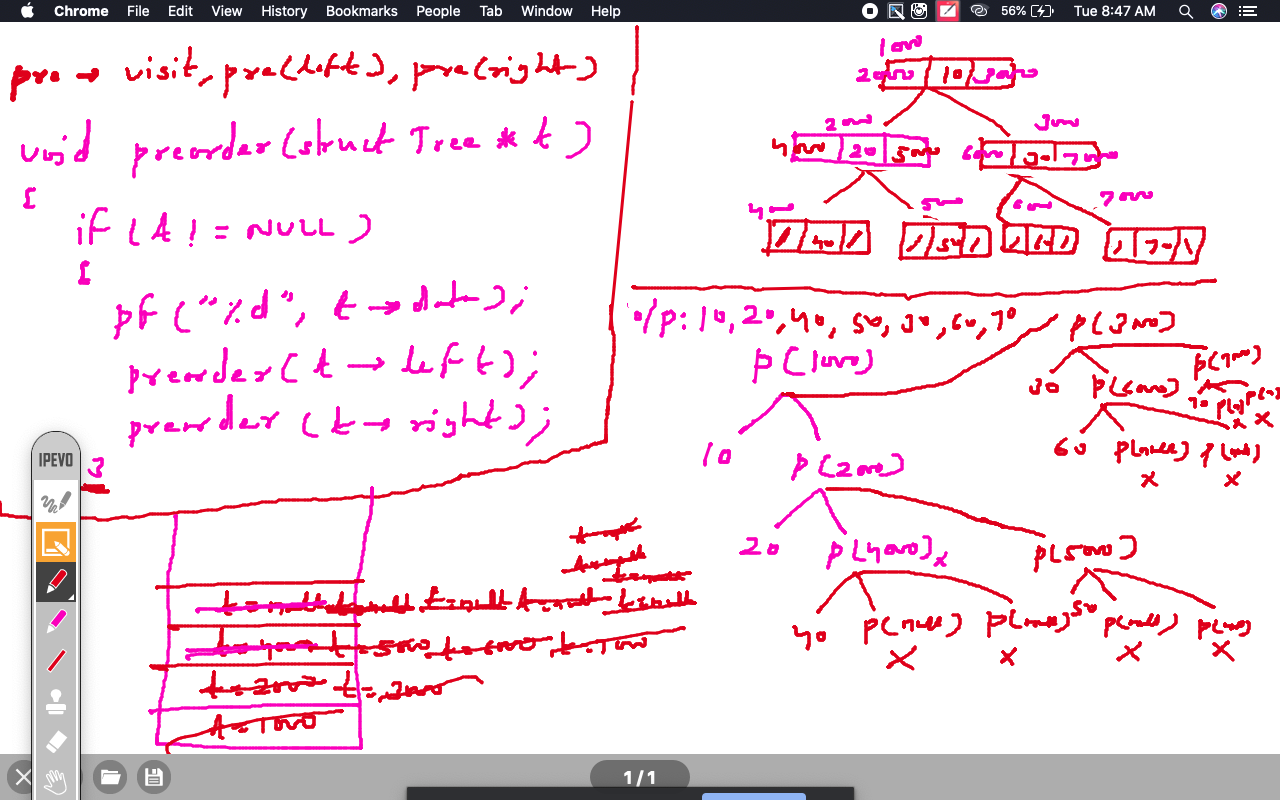 Chrome File Edit View History Bookmarks People Tab Window Help 56% Tue 8:47 AM
pre → visit, pre(left), pre(right)
void preorder(struct Tree * t)
{
if (t != NULL)
{
pf ("%d", t → data);
preorder(t → left);
preorder (t → right);
}
IPEVO
1000
2000 10 3000
2000 3000
4000 20 5000 6000 30 7000
4000 5000 6000 7000
/ 40 / / 50 / / 60 / / 70 \
o/p: 10, 20, 40, 50, 30, 60, 70
p(1000) p(3000)
10 p(2000)
30 p(6000) p(7000)
60 p(null) p(null) 70
x x x x
20 p(4000) x p(5000)
40 p(null) p(null) 50 p(null) p(null)
x x x x
t=null t=null t=null t=null t=null
t=4000 t=5000 t=6000 t=7000
t=2000 t=3000
t=1000
1/1